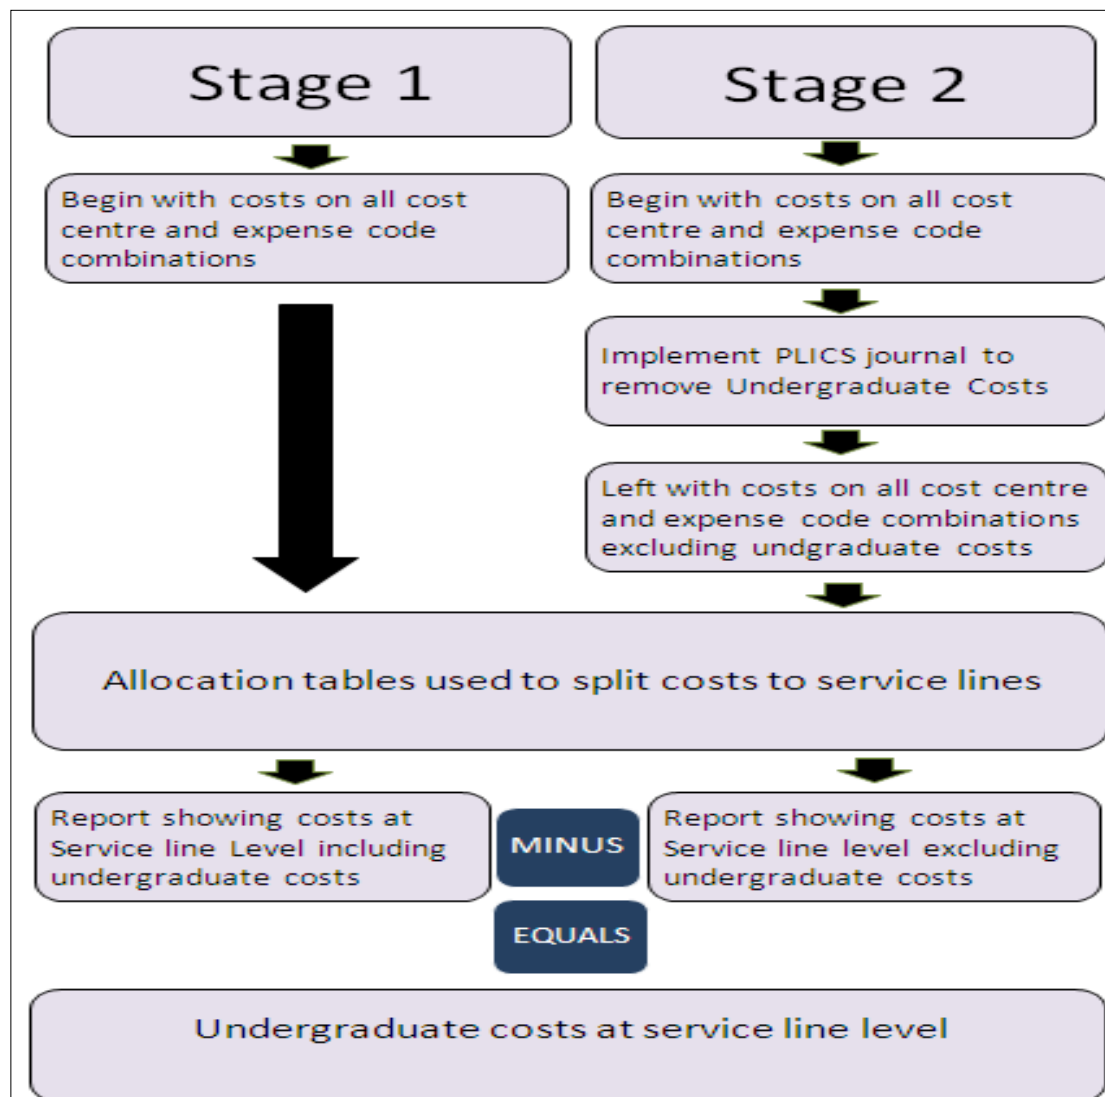 Stage 1
Stage 2
Begin with costs on all cost
centre and expense code
combinations
Begin with costs on all cost
centre and expense code
combinations
Implement PLICS journal to
remove Undergraduate Costs
Left with costs on all cost centre
and expense code combinations
excluding undgraduate costs
Allocation tables used to split costs to service lines
Report showing costs at
Service line Level including
undergraduate costs
MINUS
Report showing costs at
Service line level excluding
undergraduate costs
EQUALS
Undergraduate costs at service line level